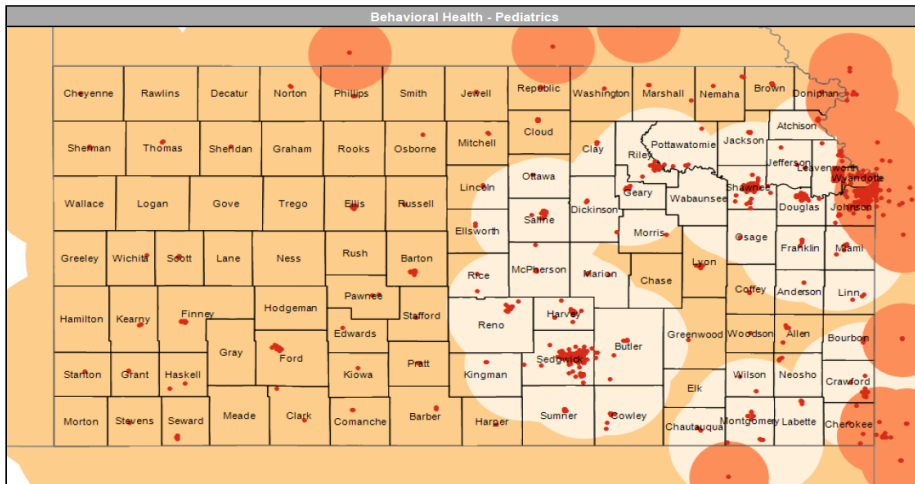 Behavioral Health - Pediatrics
Cheyenne Rawlins Decatur Norton Phillips Smith Jewell Republic Washington Marshall Nemaha Brown Doniphan
Atchison
Sherman Thomas Sheridan Graham Rooks Osborne Mitchell Cloud Clay Riley Pottawatomie Jackson
Jefferson Leavenworth
Ottawa Wyandotte
Lincoln Geary Shawnee
Wallace Logan Gove Trego Ellis Russell Dickinson Wabaunsee Douglas Johnson
Saline
Ellsworth Morris Osage
Greeley Wichita Scott Lane Ness Rush Barton McPherson Marion Lyon Franklin Miami
Rice Chase
Coffey Anderson Linn
Pawnee
Hamilton Kearny Finney Hodgeman Stafford Reno Harvey
Edwards
Gray Ford Greenwood Woodson Allen Bourbon
Sedgwick Butler
Stanton Grant Haskell Kiowa Pratt Kingman Wilson Neosho Crawford
Elk
Morton Stevens Seward Meade Clark Comanche Barber Harper Sumner Cowley Chautauqua Montgomery Labette Cherokee